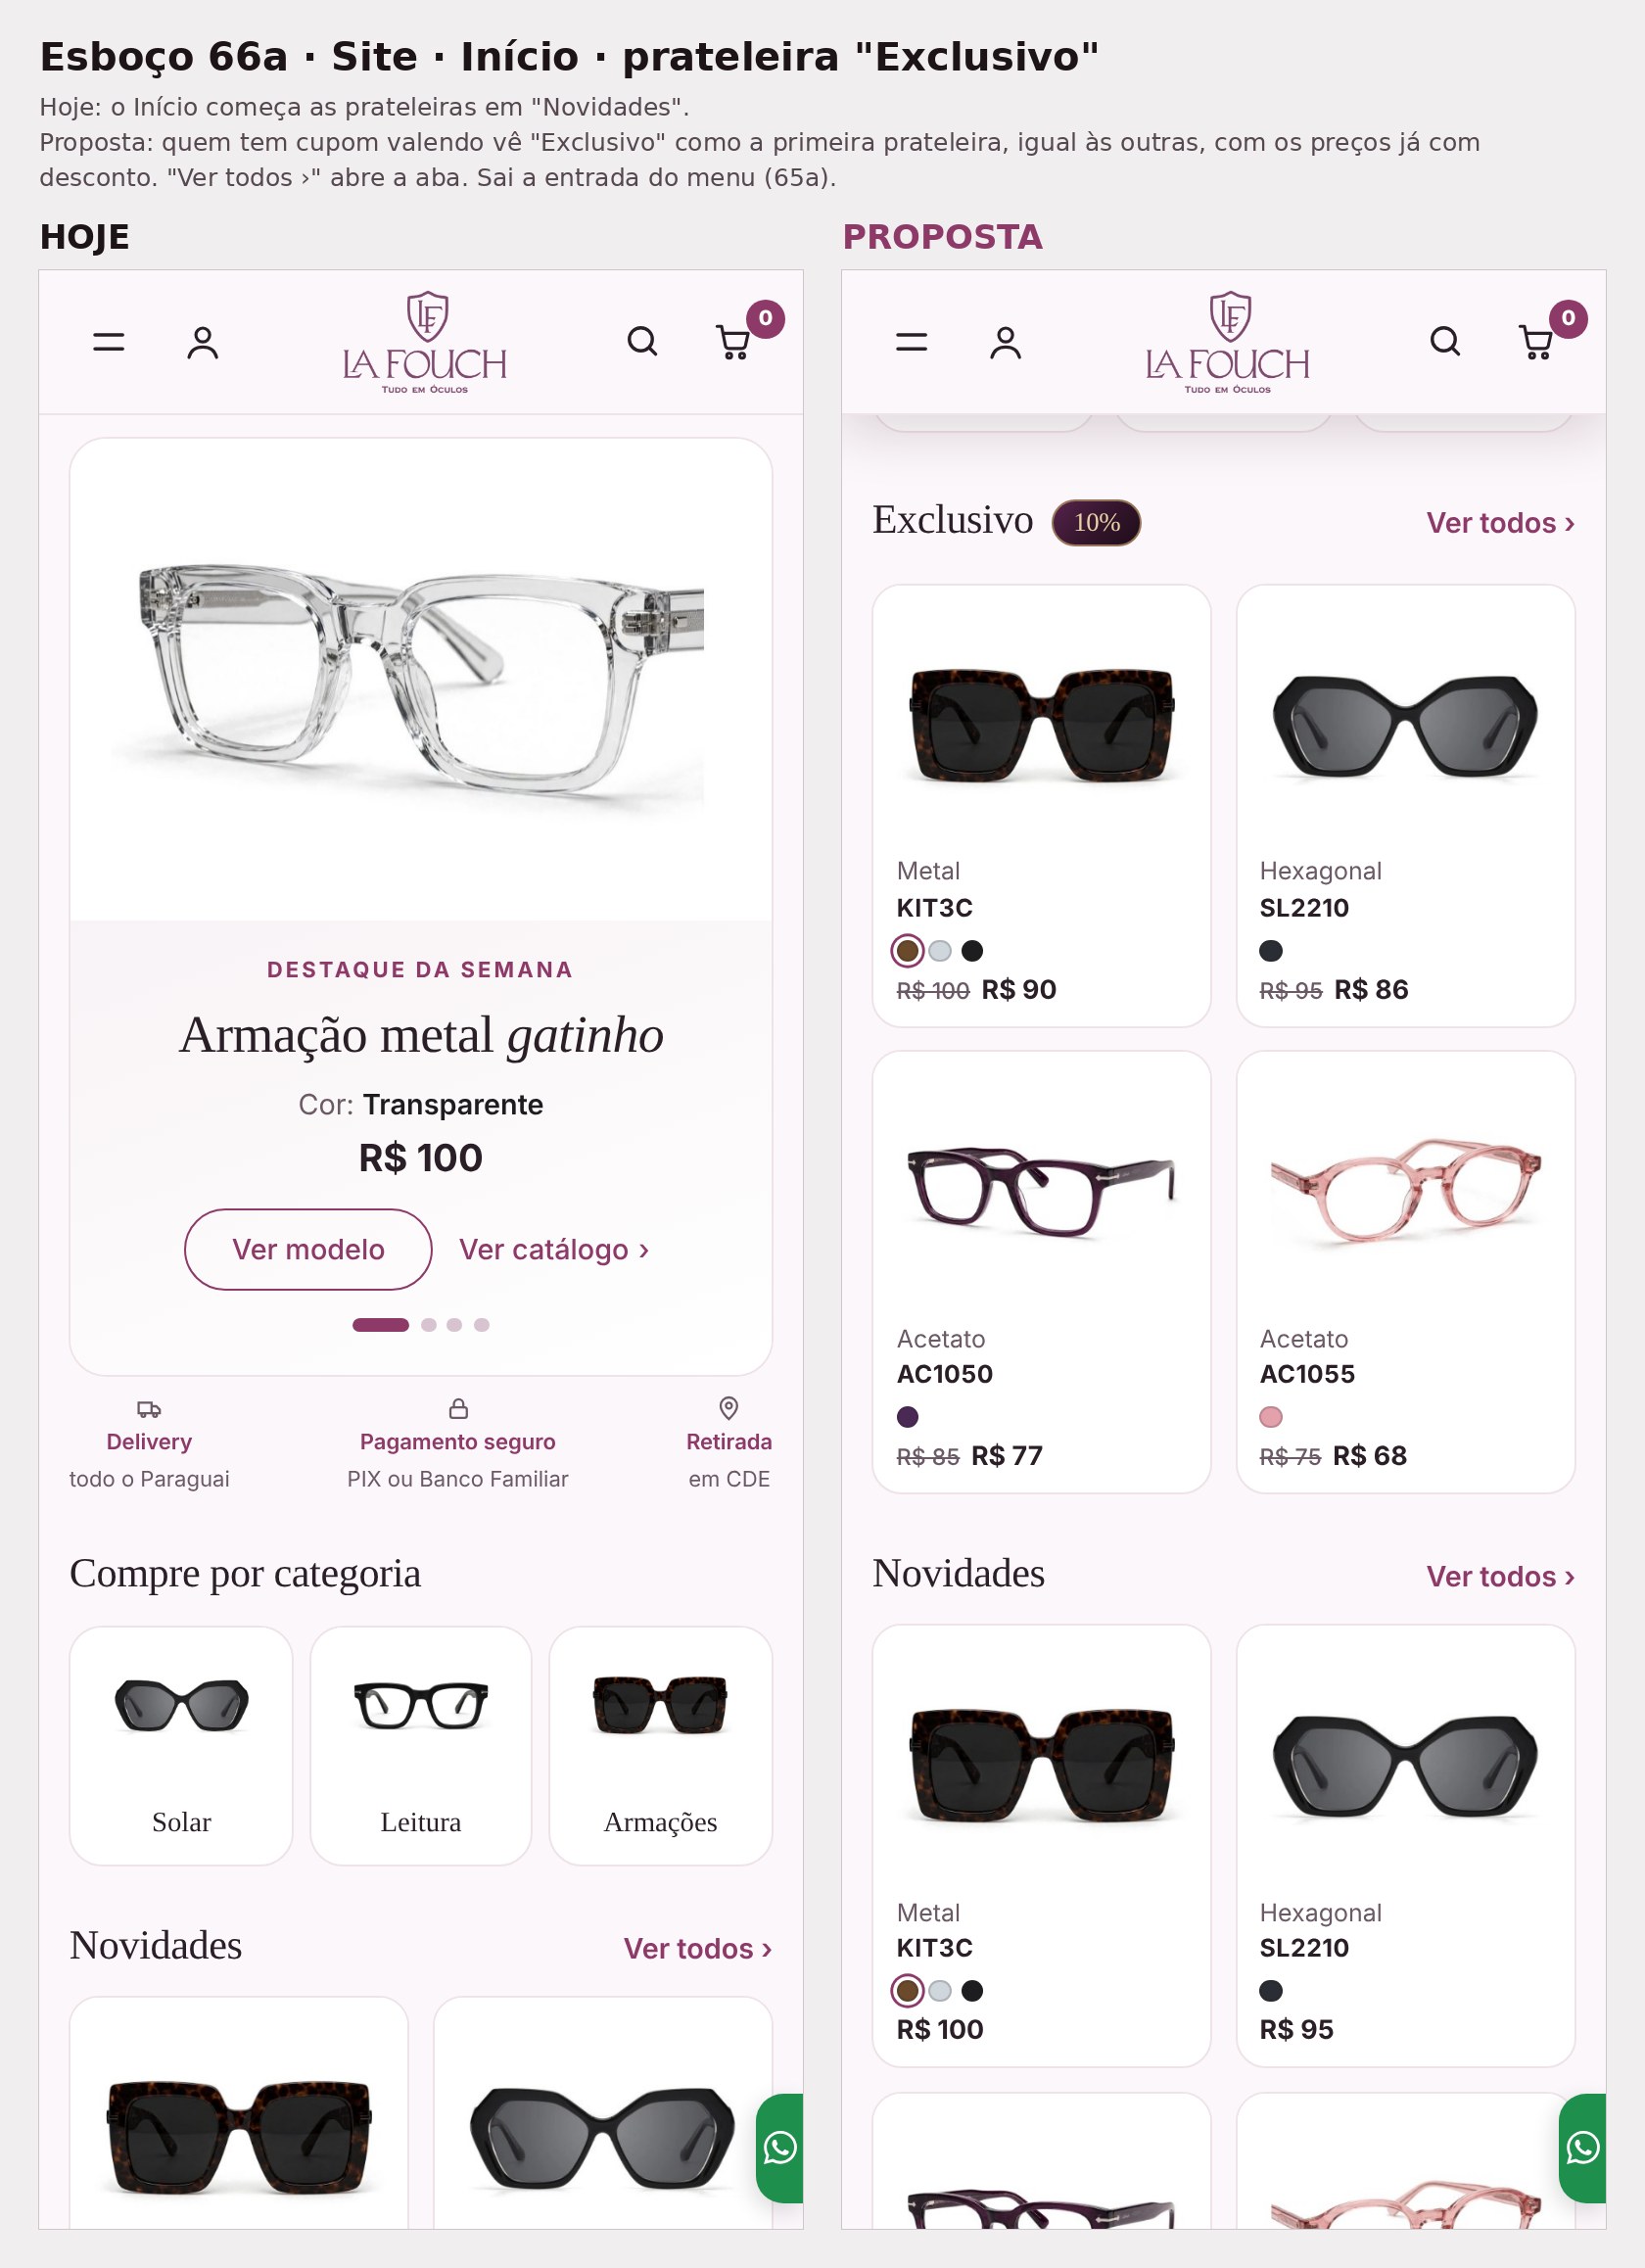 Esboço 66a · Site · Início · prateleira "Exclusivo"
Hoje: o Início começa as prateleiras em "Novidades".
Proposta: quem tem cupom valendo vê "Exclusivo" como a primeira prateleira, igual às outras, com os preços já com
desconto. "Ver todos ›" abre a aba. Sai a entrada do menu (65a).
HOJE
LF
LA FOUCH
TUDO EM ÓCULOS
0
DESTAQUE DA SEMANA
Armação metal gatinho
Cor: Transparente
R$ 100
Ver modelo
Ver catálogo ›
Delivery
todo o Paraguai
Pagamento seguro
PIX ou Banco Familiar
Retirada
em CDE
Compre por categoria
Solar
Leitura
Armações
Novidades
Ver todos ›
PROPOSTA
LF
LA FOUCH
TUDO EM ÓCULOS
0
Exclusivo
10%
Ver todos ›
Metal
KIT3C
R$ 100 R$ 90
Hexagonal
SL2210
R$ 95 R$ 86
Acetato
AC1050
R$ 85 R$ 77
Acetato
AC1055
R$ 75 R$ 68
Novidades
Ver todos ›
Metal
KIT3C
R$ 100
Hexagonal
SL2210
R$ 95